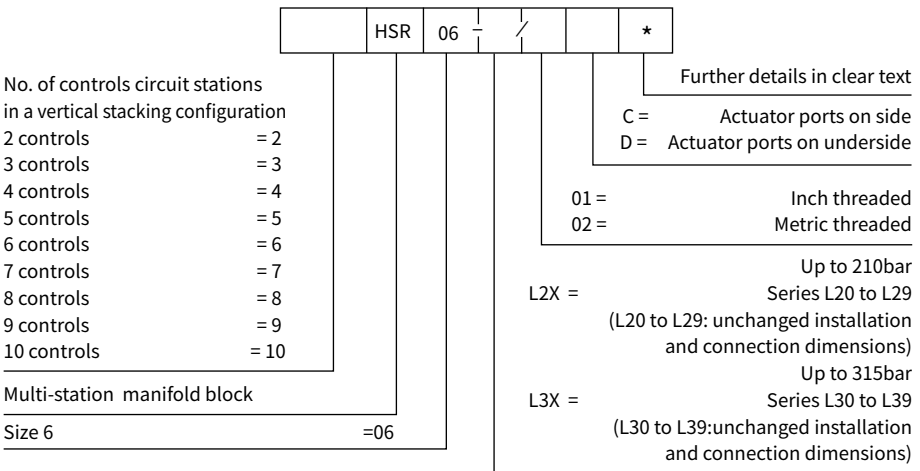 HSR 06 – / *
No. of controls circuit stations
in a vertical stacking configuration
2 controls = 2
3 controls = 3
4 controls = 4
5 controls = 5
6 controls = 6
7 controls = 7
8 controls = 8
9 controls = 9
10 controls = 10
Multi-station manifold block
Size 6 =06
Further details in clear text
C = Actuator ports on side
D = Actuator ports on underside
01 = Inch threaded
02 = Metric threaded
Up to 210bar
L2X = Series L20 to L29
(L20 to L29: unchanged installation
and connection dimensions)
Up to 315bar
L3X = Series L30 to L39
(L30 to L39:unchanged installation
and connection dimensions)